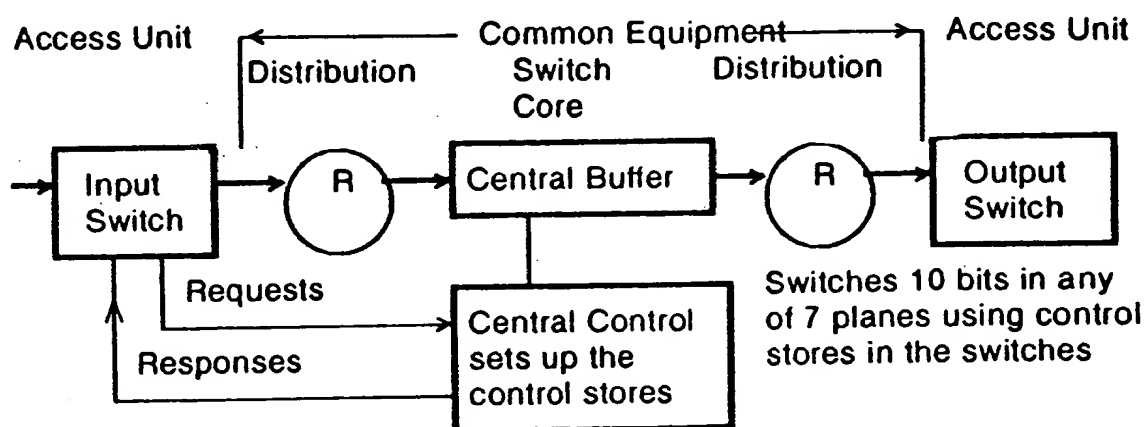 Access Unit
Common Equipment
Access Unit
Distribution
Switch
Core
Distribution
Input
Switch
R
Central Buffer
R
Output
Switch
Requests
Responses
Central Control
sets up the
control stores
Switches 10 bits in any
of 7 planes using control
stores in the switches